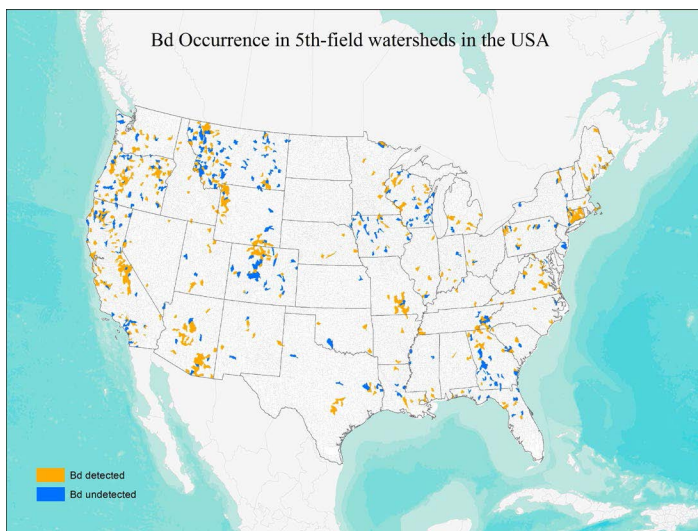 Bd Occurrence in 5th-field watersheds in the USA
Bd detected
Bd undetected